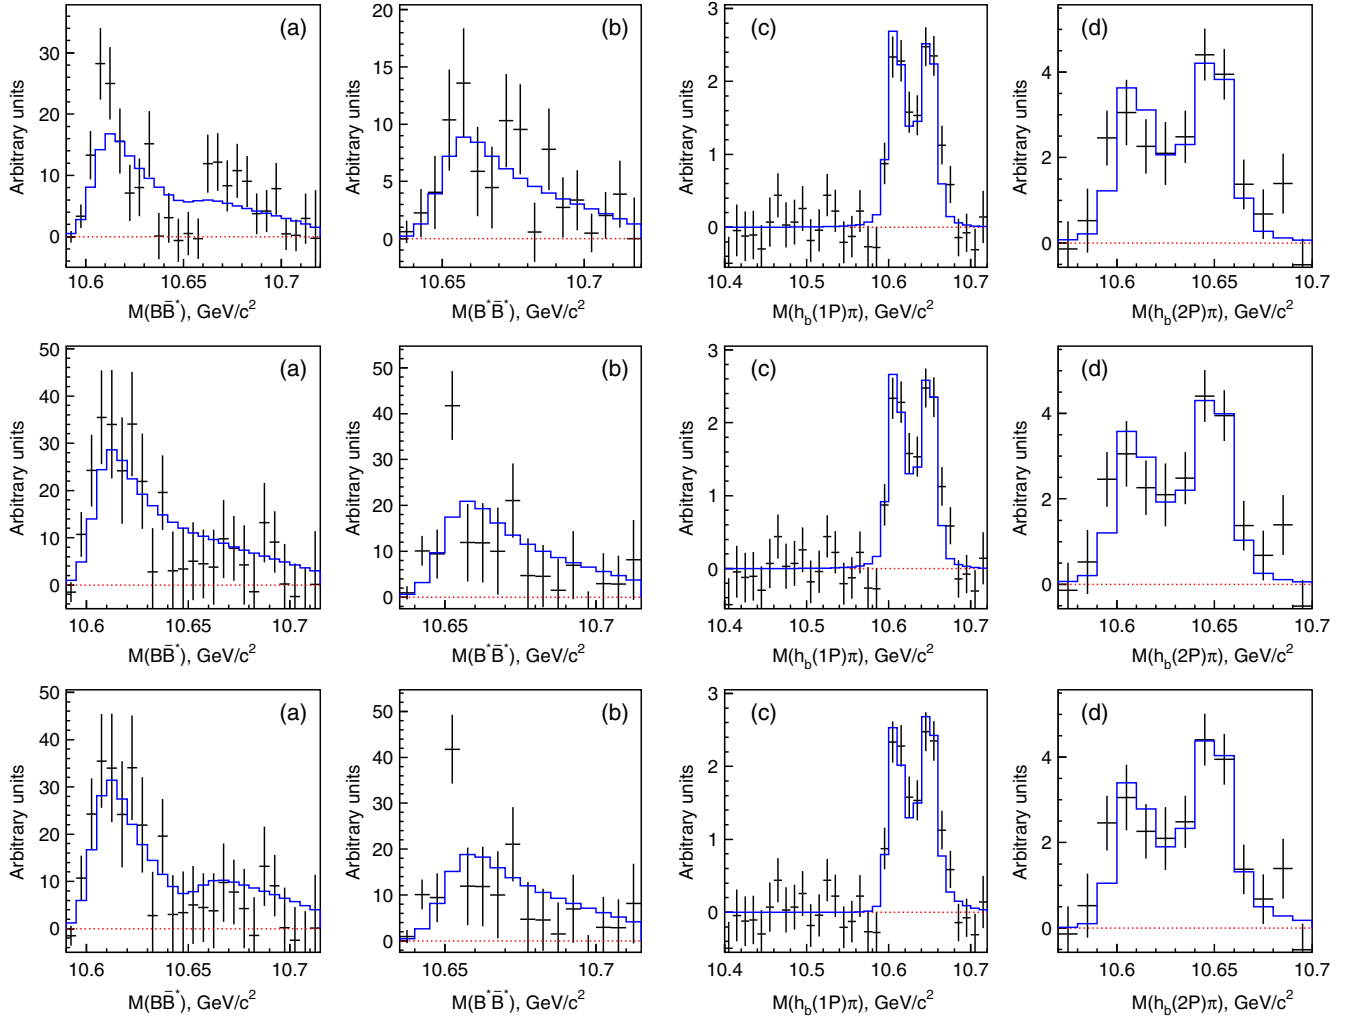 (a)
Arbitrary units
30
20
10
0
10.6
10.65
10.7
M(BB̄*), GeV/c²
(b)
Arbitrary units
20
15
10
5
0
10.65
10.7
M(B*B̄*), GeV/c²
(c)
Arbitrary units
3
2
1
0
10.4
10.5
10.6
10.7
M(h_b(1P)π), GeV/c²
(d)
Arbitrary units
4
2
0
10.6
10.65
10.7
M(h_b(2P)π), GeV/c²
(a)
Arbitrary units
50
40
30
20
10
0
10.6
10.65
10.7
M(BB̄*), GeV/c²
(b)
Arbitrary units
50
40
30
20
10
0
10.65
10.7
M(B*B̄*), GeV/c²
(c)
Arbitrary units
3
2
1
0
10.4
10.5
10.6
10.7
M(h_b(1P)π), GeV/c²
(d)
Arbitrary units
4
2
0
10.6
10.65
10.7
M(h_b(2P)π), GeV/c²
(a)
Arbitrary units
50
40
30
20
10
0
10.6
10.65
10.7
M(BB̄*), GeV/c²
(b)
Arbitrary units
50
40
30
20
10
0
10.65
10.7
M(B*B̄*), GeV/c²
(c)
Arbitrary units
3
2
1
0
10.4
10.5
10.6
10.7
M(h_b(1P)π), GeV/c²
(d)
Arbitrary units
4
2
0
10.6
10.65
10.7
M(h_b(2P)π), GeV/c²